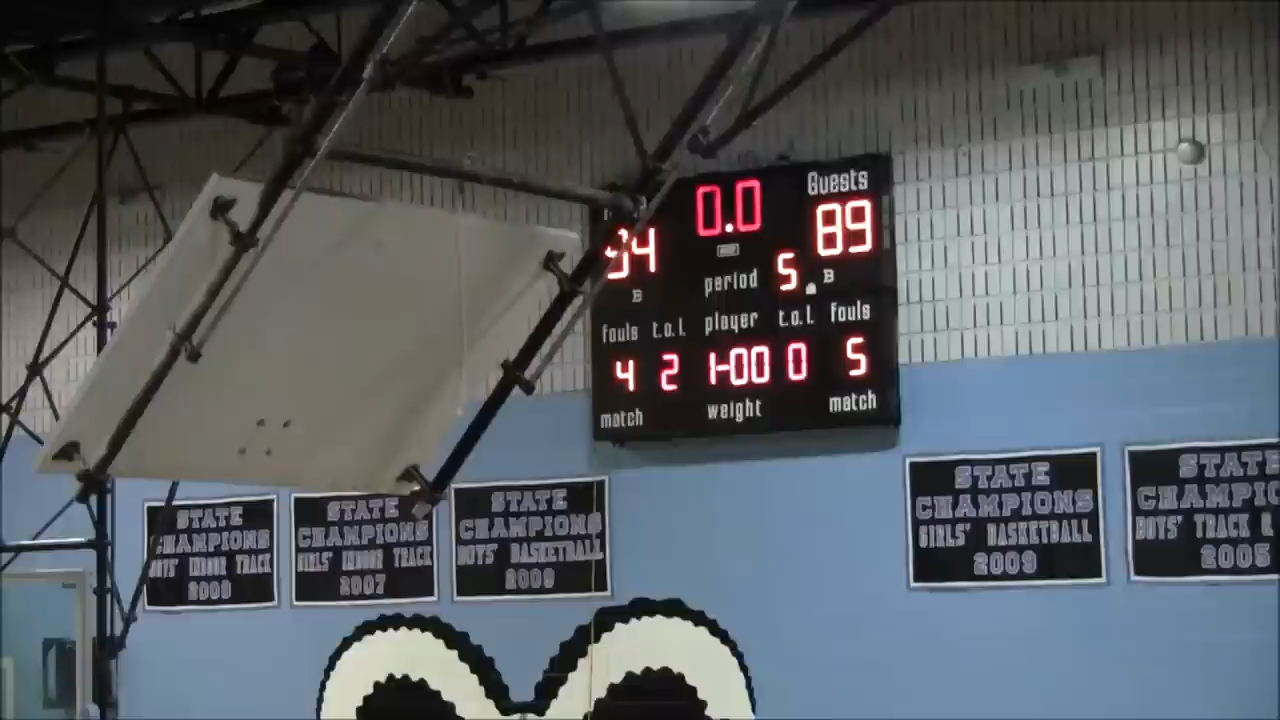 0.0
Guests
94
89
period 5
B
B
fouls t.o.l. player t.o.l. fouls
4 2 1-00 0 5
match weight match
STATE
CHAMPIONS
BOYS' INDOOR TRACK
STATE
CHAMPIONS
GIRLS' INDOOR TRACK
2007
STATE
CHAMPIONS
BOYS' BASKETBALL
2009
STATE
CHAMPIONS
GIRLS' BASKETBALL
2009
STATE
CHAMPIO
BOYS' TRACK &
2005